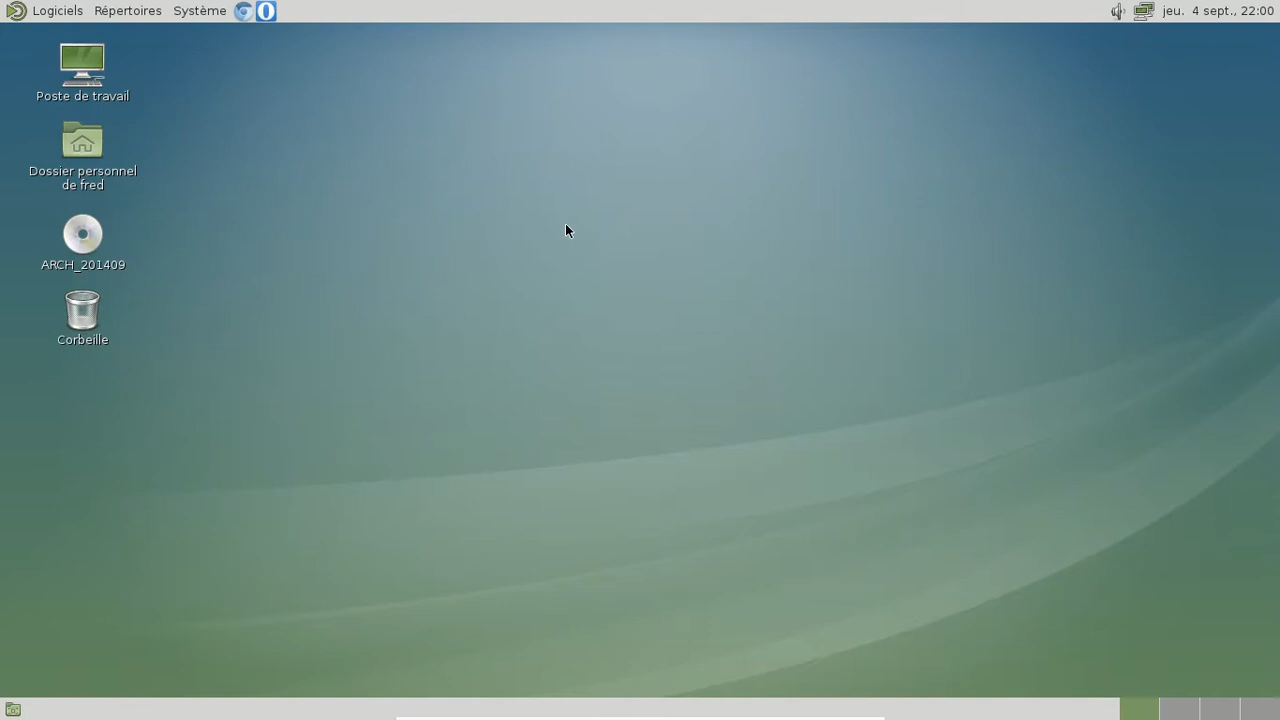 Logiciels Répertoires Système jeu. 4 sept., 22:00
Poste de travail
Dossier personnel
de fred
ARCH_201409
Corbeille